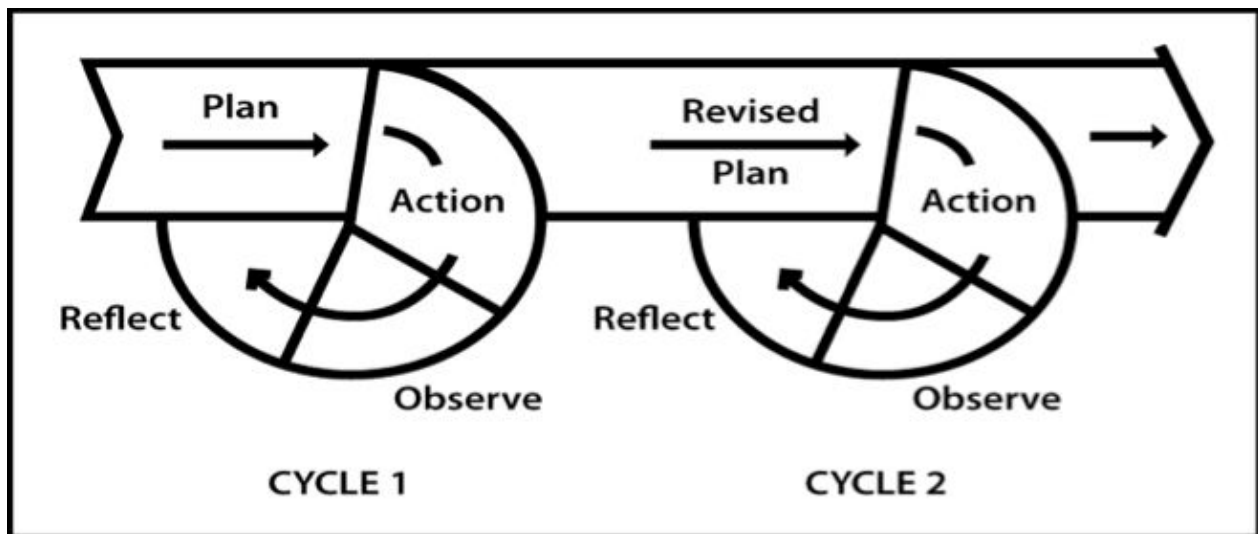 Plan
Action
Observe
Reflect
CYCLE 1
Revised
Plan
Action
Observe
Reflect
CYCLE 2